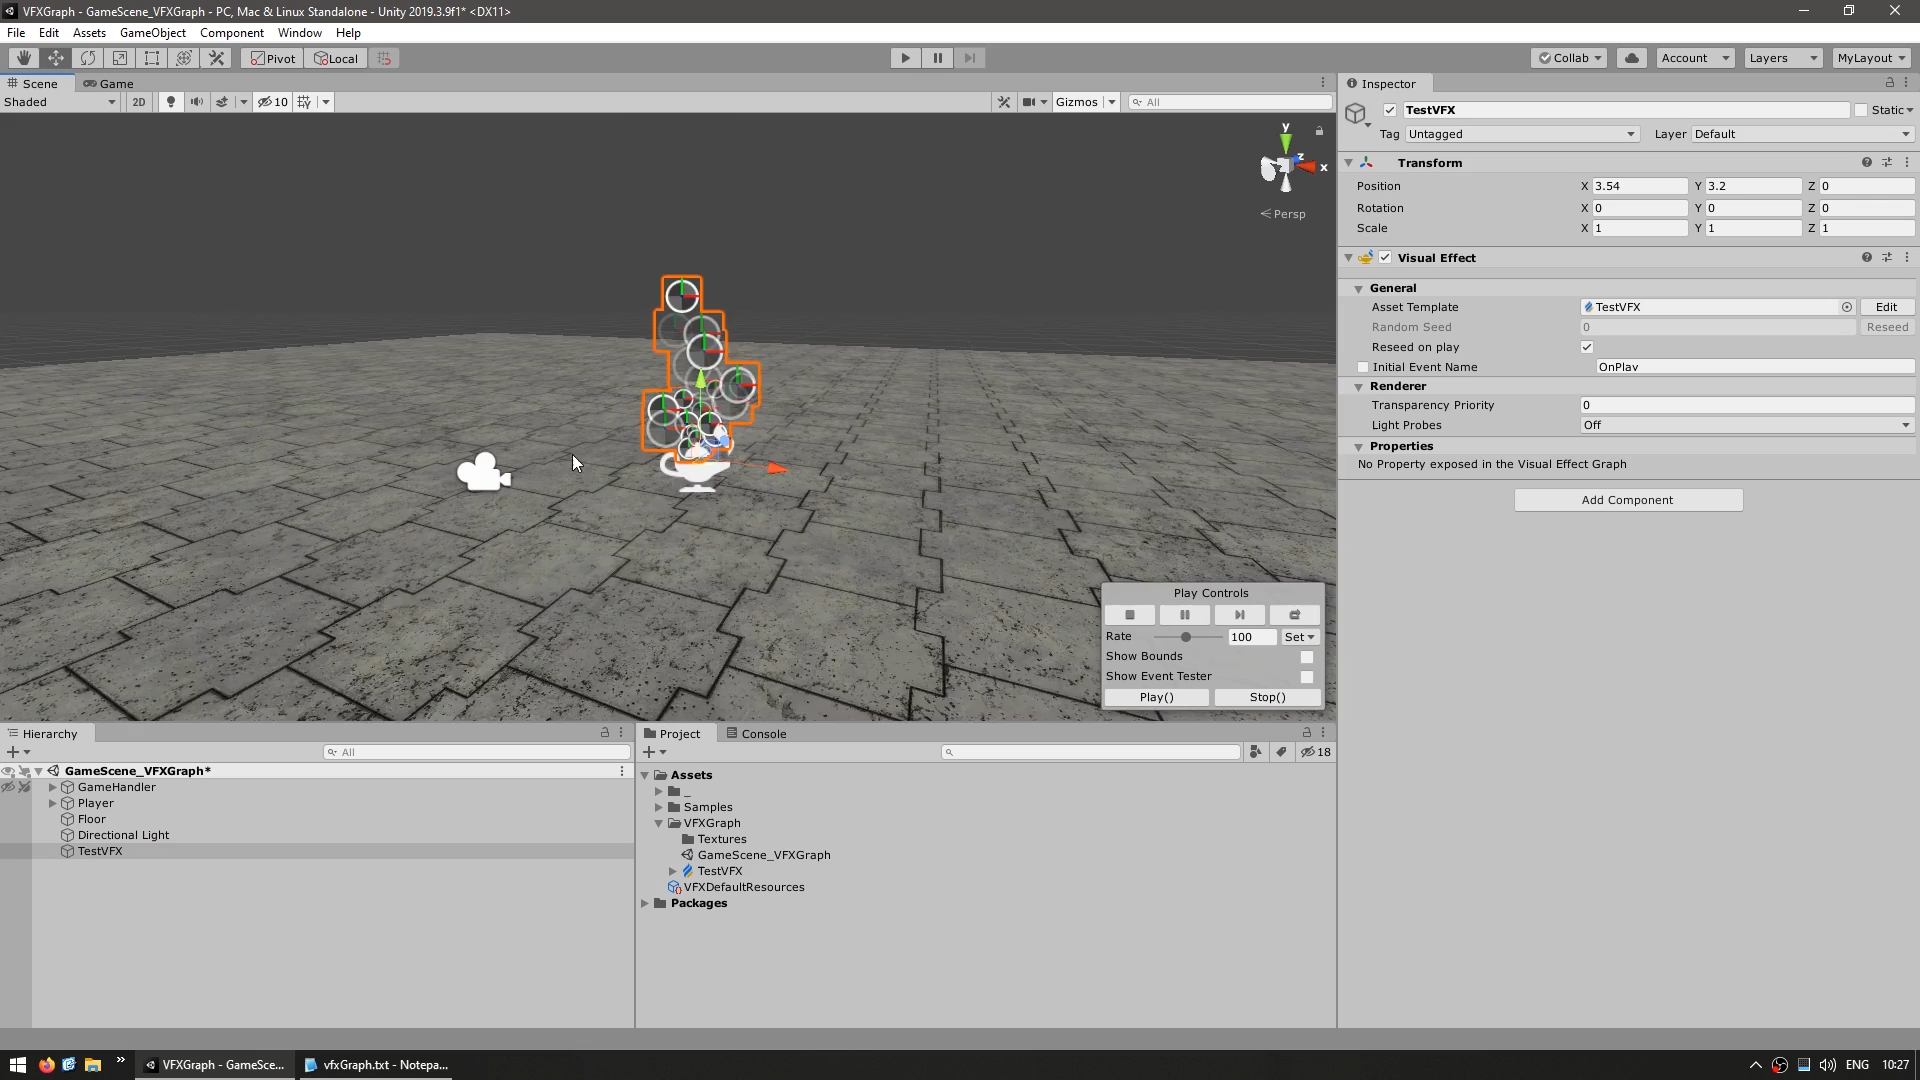 VFXGraph - GameScene_VFXGraph - PC, Mac & Linux Standalone - Unity 2019.3.9f1* <DX11>
File Edit Assets GameObject Component Window Help
Pivot Local Collab Account Layers MyLayout
Scene Game
Shaded 2D 10 Gizmos All
y
z
x
Persp
Play Controls
Rate 100 Set
Show Bounds
Show Event Tester
Play() Stop()
Inspector
TestVFX Static
Tag Untagged Layer Default
Transform
Position X 3.54 Y 3.2 Z 0
Rotation X 0 Y 0 Z 0
Scale X 1 Y 1 Z 1
Visual Effect
General
Asset Template TestVFX Edit
Random Seed 0 Reseed
Reseed on play
Initial Event Name OnPlay
Renderer
Transparency Priority 0
Light Probes Off
Properties
No Property exposed in the Visual Effect Graph
Add Component
Hierarchy
All
GameScene_VFXGraph*
GameHandler
Player
Floor
Directional Light
TestVFX
Project Console
18
Assets
_
Samples
VFXGraph
Textures
GameScene_VFXGraph
TestVFX
VFXDefaultResources
Packages
VFXGraph - GameSce... vfxGraph.txt - Notepa... ENG 10:27